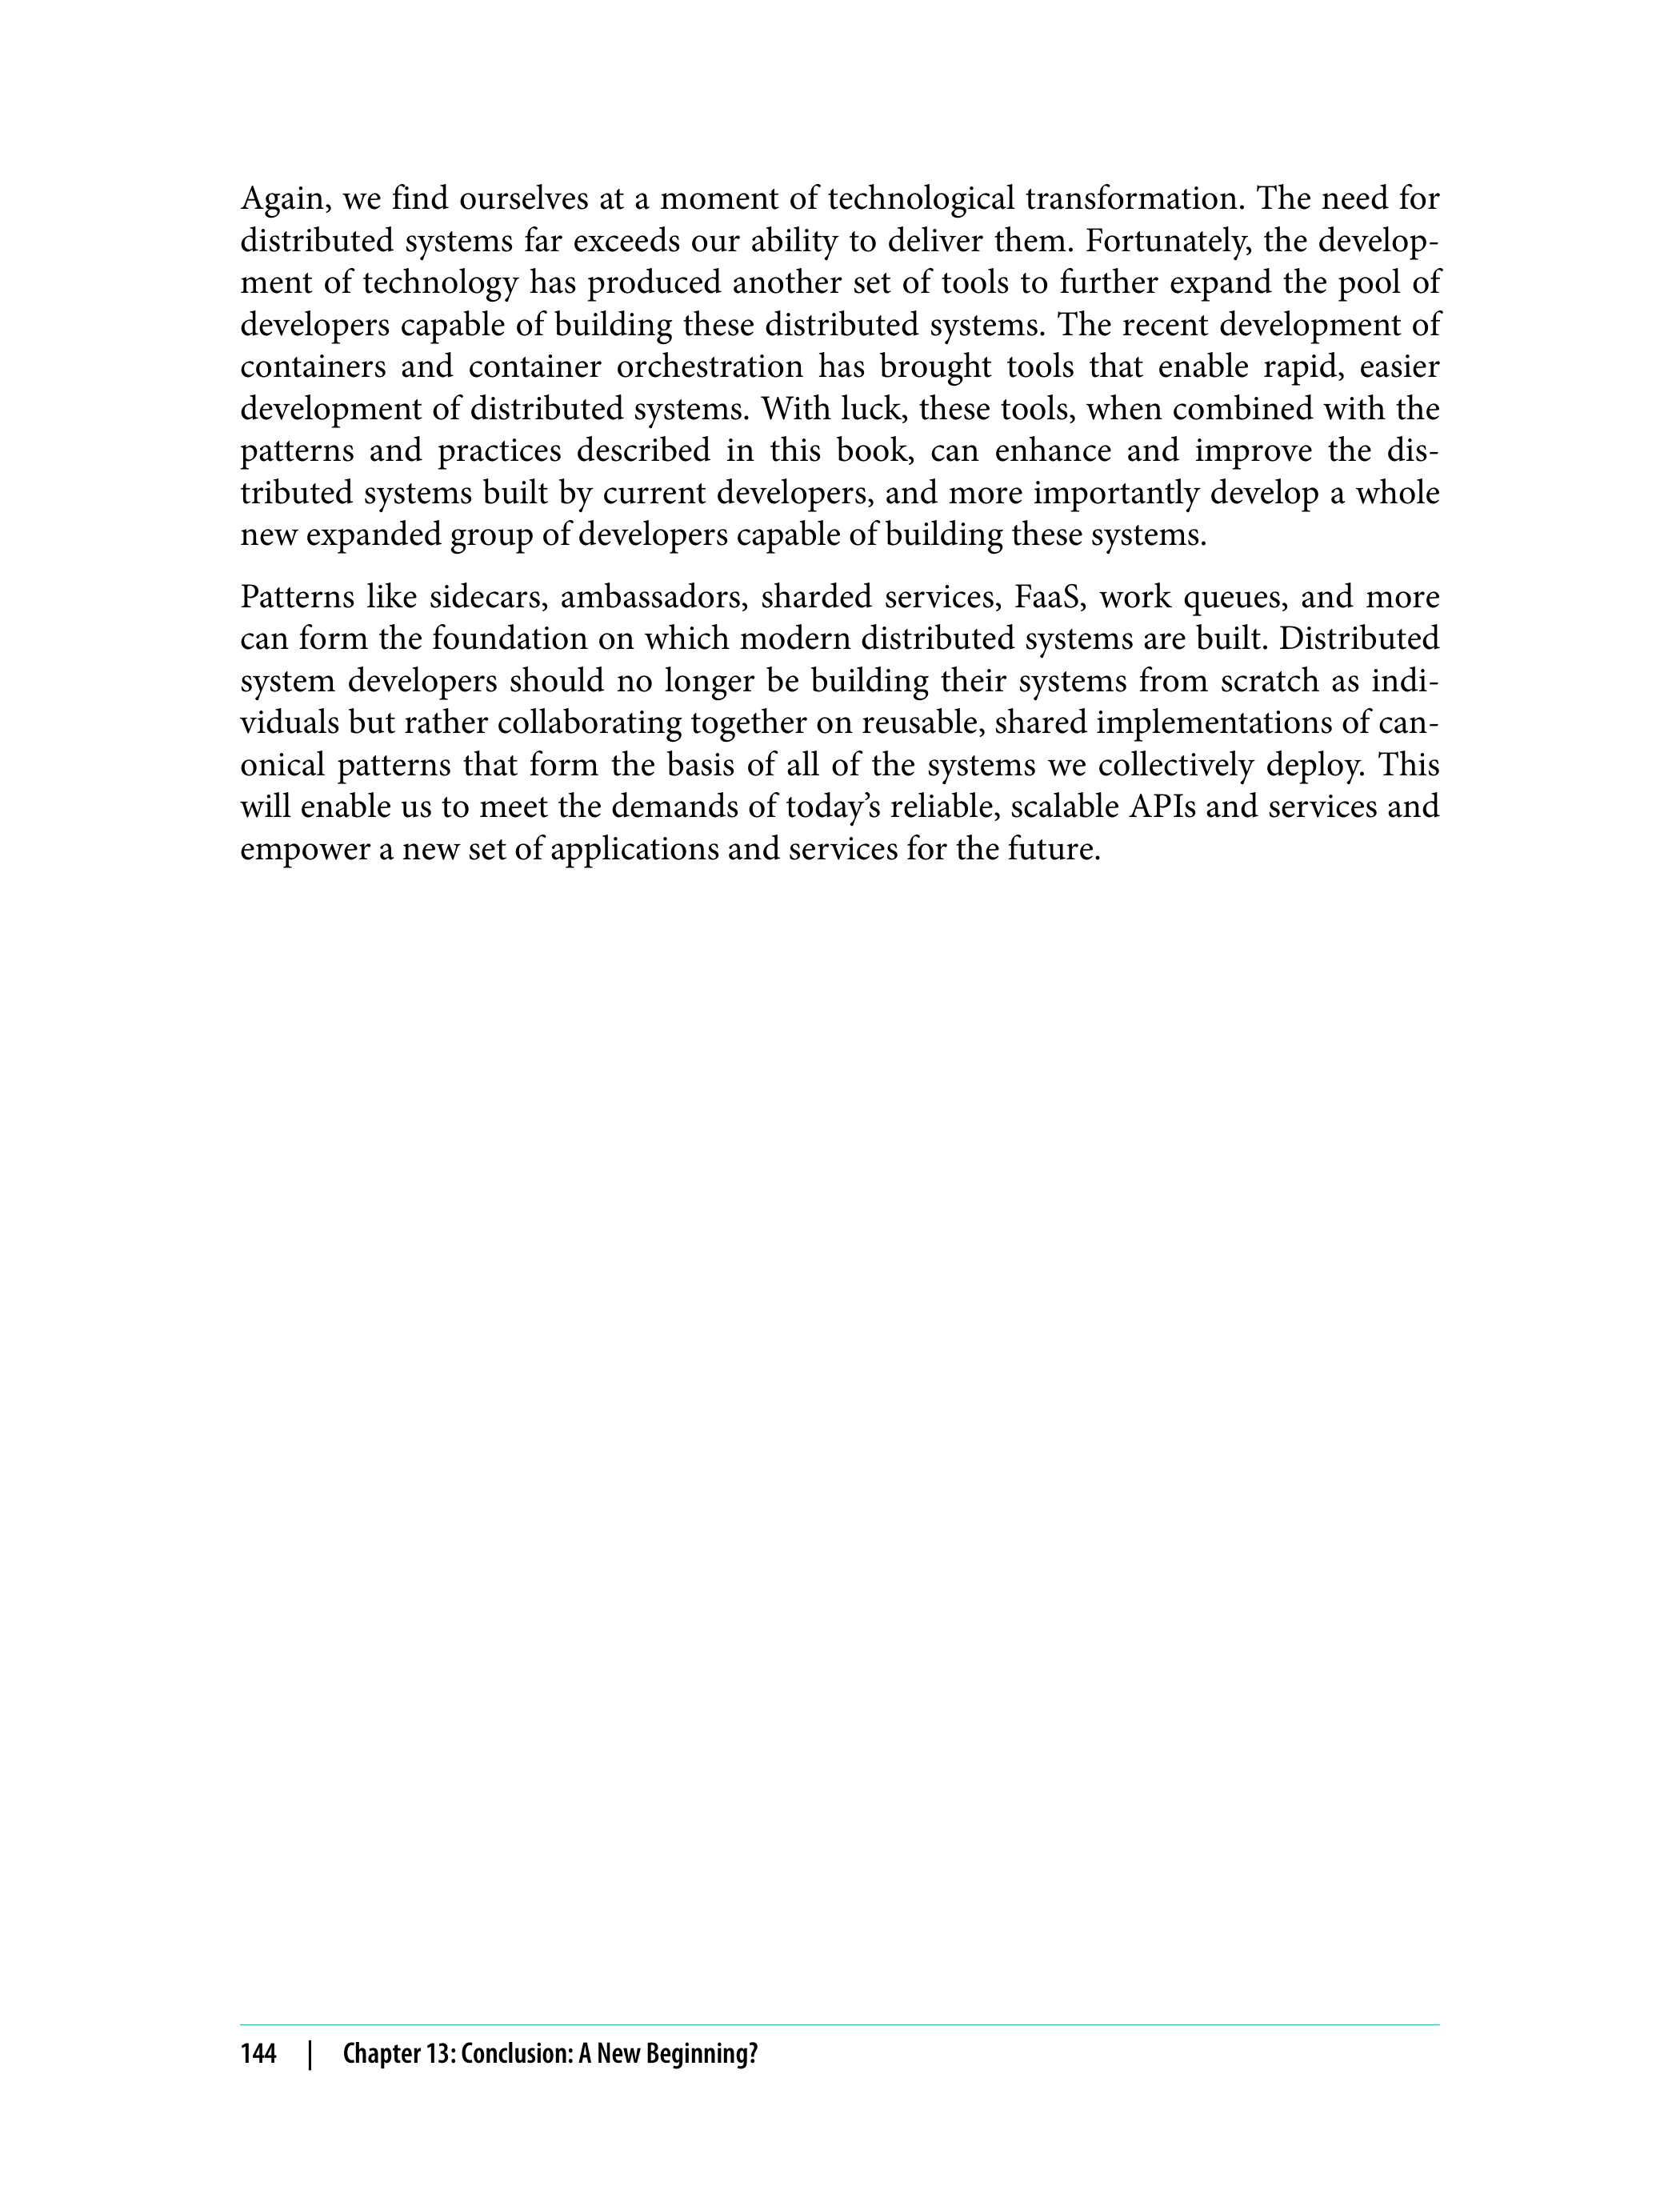 Again, we find ourselves at a moment of technological transformation. The need for
distributed systems far exceeds our ability to deliver them. Fortunately, the develop-
ment of technology has produced another set of tools to further expand the pool of
developers capable of building these distributed systems. The recent development of
containers and container orchestration has brought tools that enable rapid, easier
development of distributed systems. With luck, these tools, when combined with the
patterns and practices described in this book, can enhance and improve the dis-
tributed systems built by current developers, and more importantly develop a whole
new expanded group of developers capable of building these systems.
Patterns like sidecars, ambassadors, sharded services, FaaS, work queues, and more
can form the foundation on which modern distributed systems are built. Distributed
system developers should no longer be building their systems from scratch as indi-
viduals but rather collaborating together on reusable, shared implementations of can-
onical patterns that form the basis of all of the systems we collectively deploy. This
will enable us to meet the demands of today’s reliable, scalable APIs and services and
empower a new set of applications and services for the future.
144 | Chapter 13: Conclusion: A New Beginning?